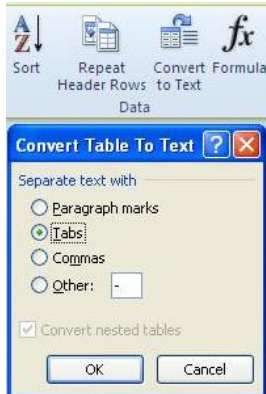 A
Z
Sort
Repeat Header Rows
Convert to Text
fx
Formula
Data
Convert Table To Text
?
X
Separate text with
Paragraph marks
Tabs
Commas
Other: -
Convert nested tables
OK
Cancel